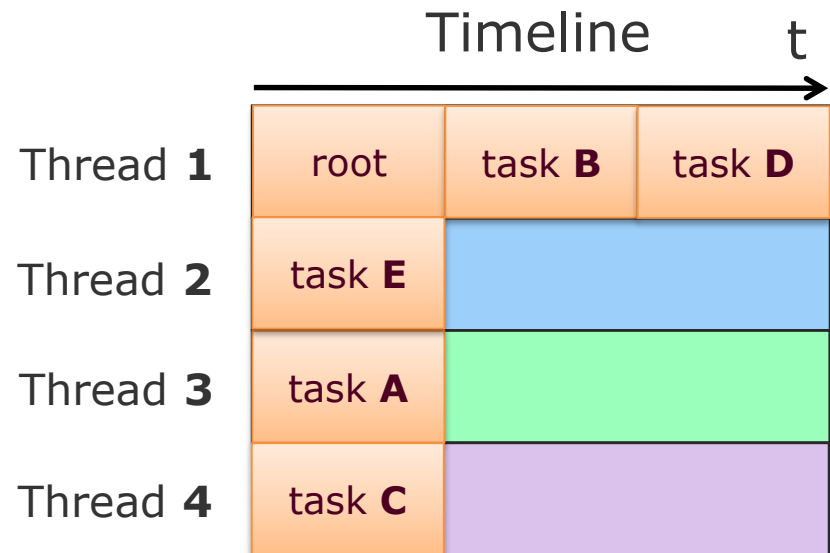 Timeline t
Thread 1 root task B task D
Thread 2 task E
Thread 3 task A
Thread 4 task C